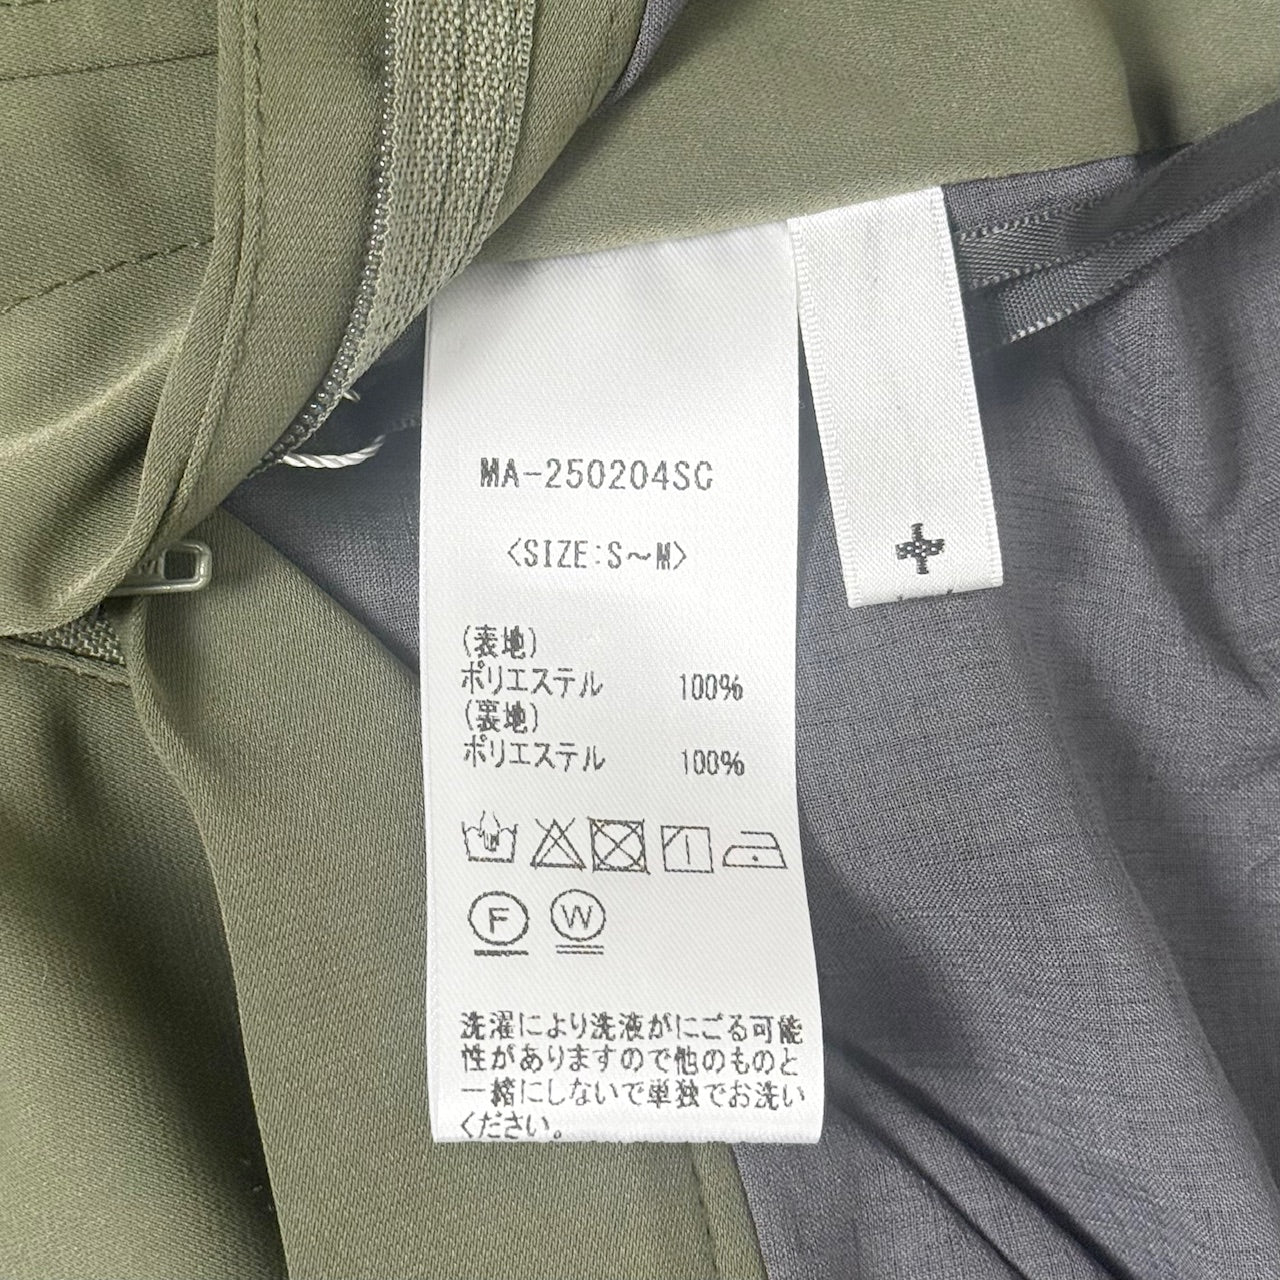 MA-250204SC
<SIZE:S~M>
(表地)
ポリエステル 100%
(裏地)
ポリエステル 100%
F W
洗濯により洗液がにごる可能
性がありますので他のものと
一緒にしないで単独でお洗い
ください。